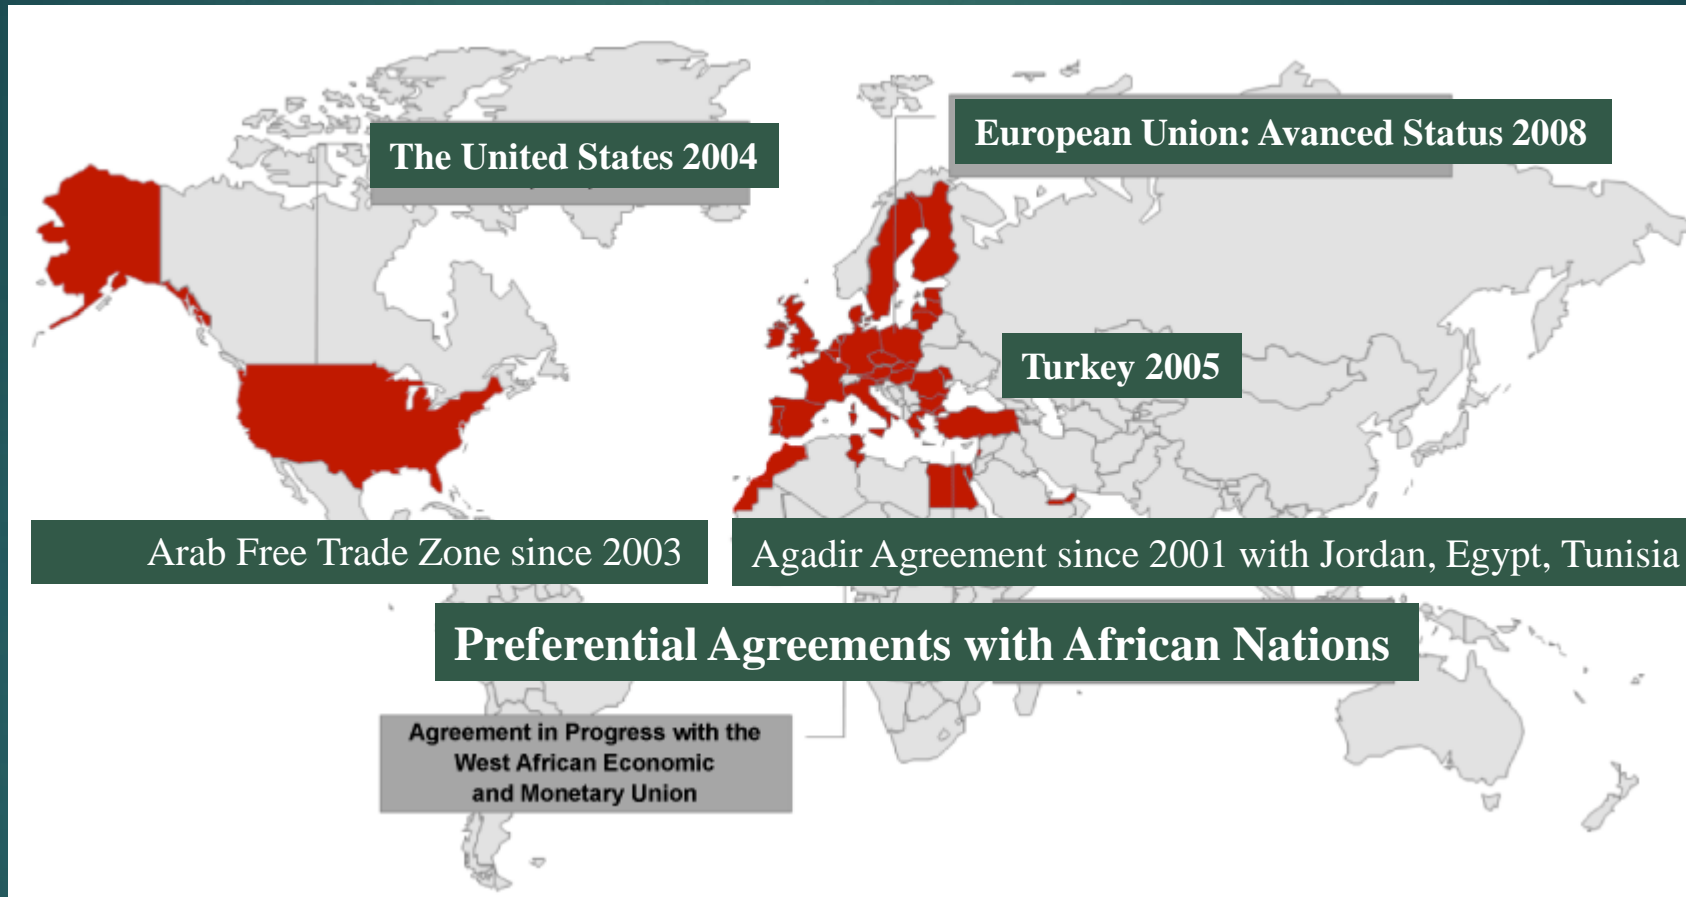 The United States 2004
European Union: Avanced Status 2008
Turkey 2005
Arab Free Trade Zone since 2003
Agadir Agreement since 2001 with Jordan, Egypt, Tunisia
Preferential Agreements with African Nations
Agreement in Progress with the
West African Economic
and Monetary Union